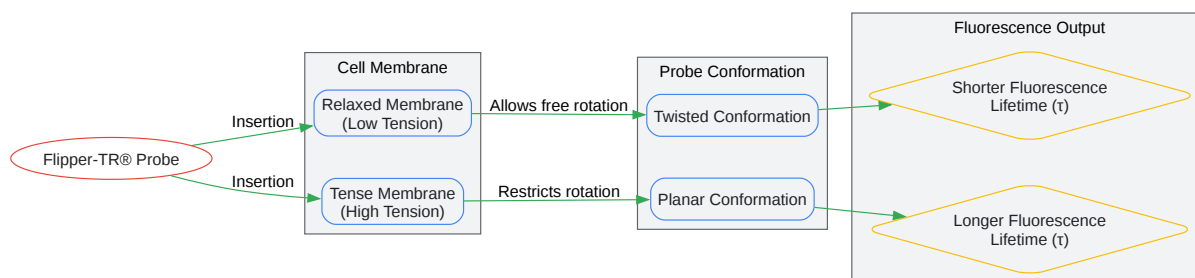 Fluorescence Output
Cell Membrane
Probe Conformation
Flipper-TR® Probe
Insertion
Relaxed Membrane
(Low Tension)
Allows free rotation
Twisted Conformation
Shorter Fluorescence
Lifetime (τ)
Insertion
Tense Membrane
(High Tension)
Restricts rotation
Planar Conformation
Longer Fluorescence
Lifetime (τ)